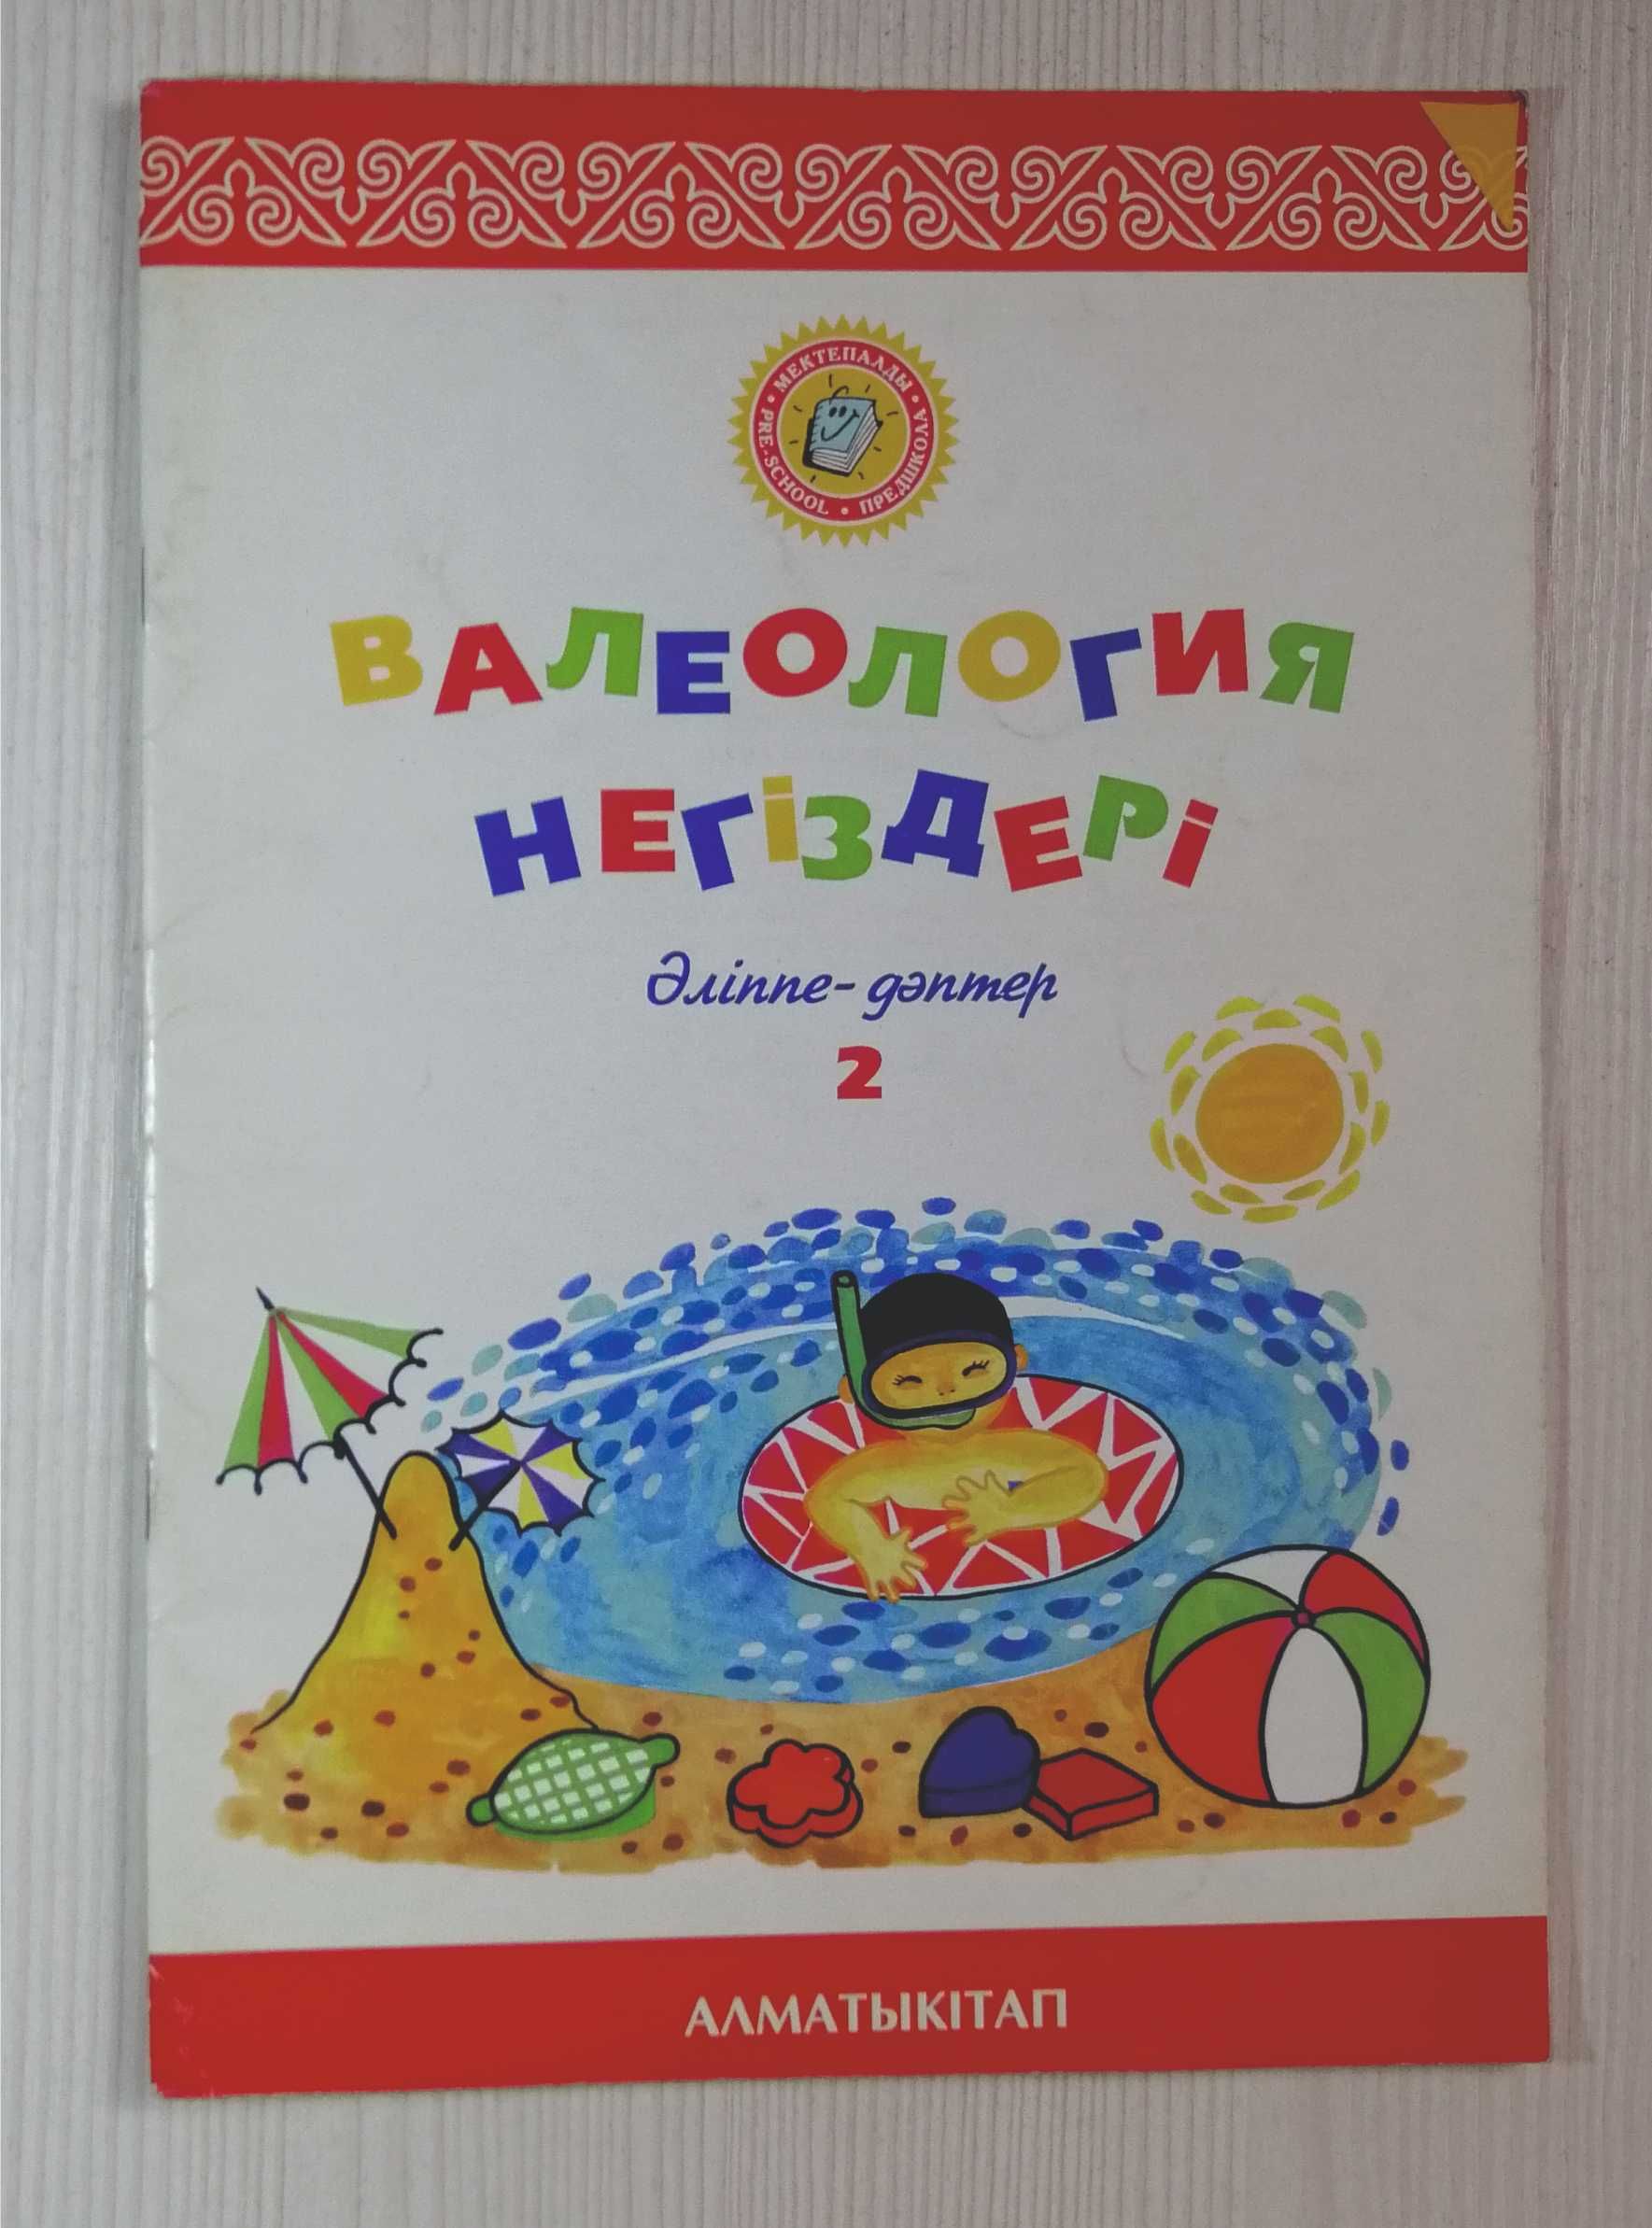 МЕКТЕПАЛДЫ • ПРЕДШКОЛА • PRE-SCHOOL •
ВАЛЕОЛОГИЯ
НЕГІЗДЕРІ
Әліппе-дәптер
2
АЛМАТЫКІТАП